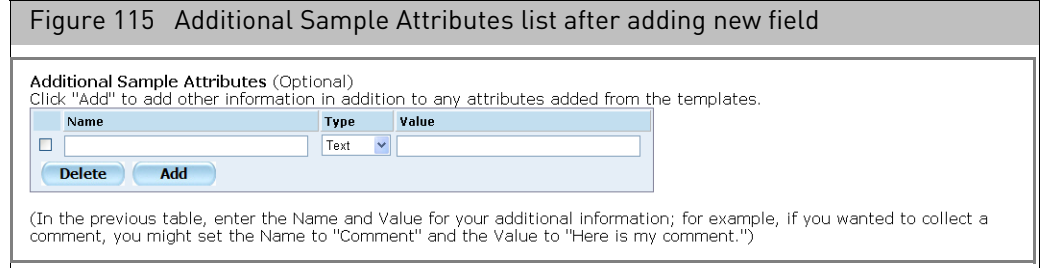 Figure 115 Additional Sample Attributes list after adding new field
Additional Sample Attributes (Optional)
Click "Add" to add other information in addition to any attributes added from the templates.
Name Type Value
Text
Delete Add
(In the previous table, enter the Name and Value for your additional information; for example, if you wanted to collect a
comment, you might set the Name to "Comment" and the Value to "Here is my comment.")